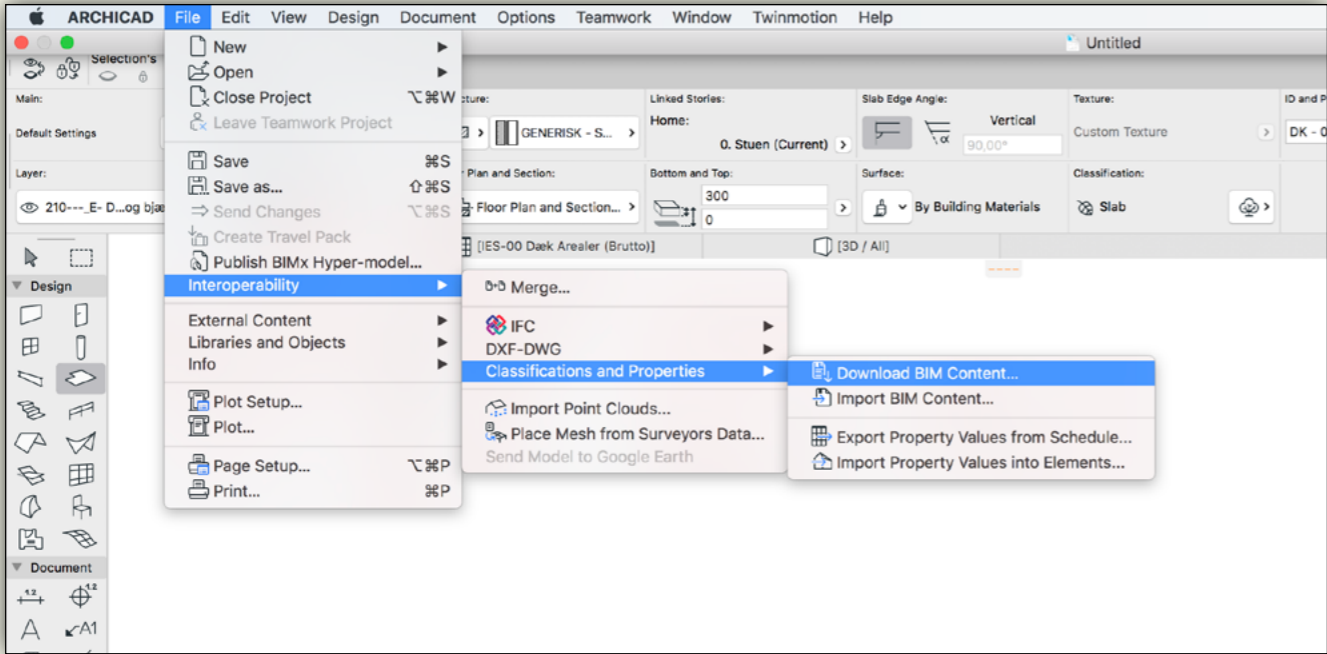 ARCHICAD File Edit View Design Document Options Teamwork Window Twinmotion Help
Untitled
Selection's
Main:
Default Settings
Layer:
210---_E- D...og bjæ
cture:
GENERISK - S...
Plan and Section:
Floor Plan and Section...
Linked Stories:
Home:
0. Stuen (Current)
Bottom and Top:
300
0
Slab Edge Angle:
α
Vertical
90,00°
Surface:
By Building Materials
Texture:
Custom Texture
Classification:
Slab
ID and P
DK - 0
[IES-00 Dæk Arealer (Brutto)]
[3D / All]
New
Open
Close Project ⌥⌘W
Leave Teamwork Project
Save ⌘S
Save as... ⇧⌘S
Send Changes ⌥⌘S
Create Travel Pack
Publish BIMx Hyper-model...
Interoperability
External Content
Libraries and Objects
Info
Plot Setup...
Plot...
Page Setup... ⌥⌘P
Print... ⌘P
Merge...
IFC
DXF-DWG
Classifications and Properties
Import Point Clouds...
Place Mesh from Surveyors Data...
Send Model to Google Earth
Download BIM Content...
Import BIM Content...
Export Property Values from Schedule...
Import Property Values into Elements...
Design
Document
1.2
1.2
A
A1